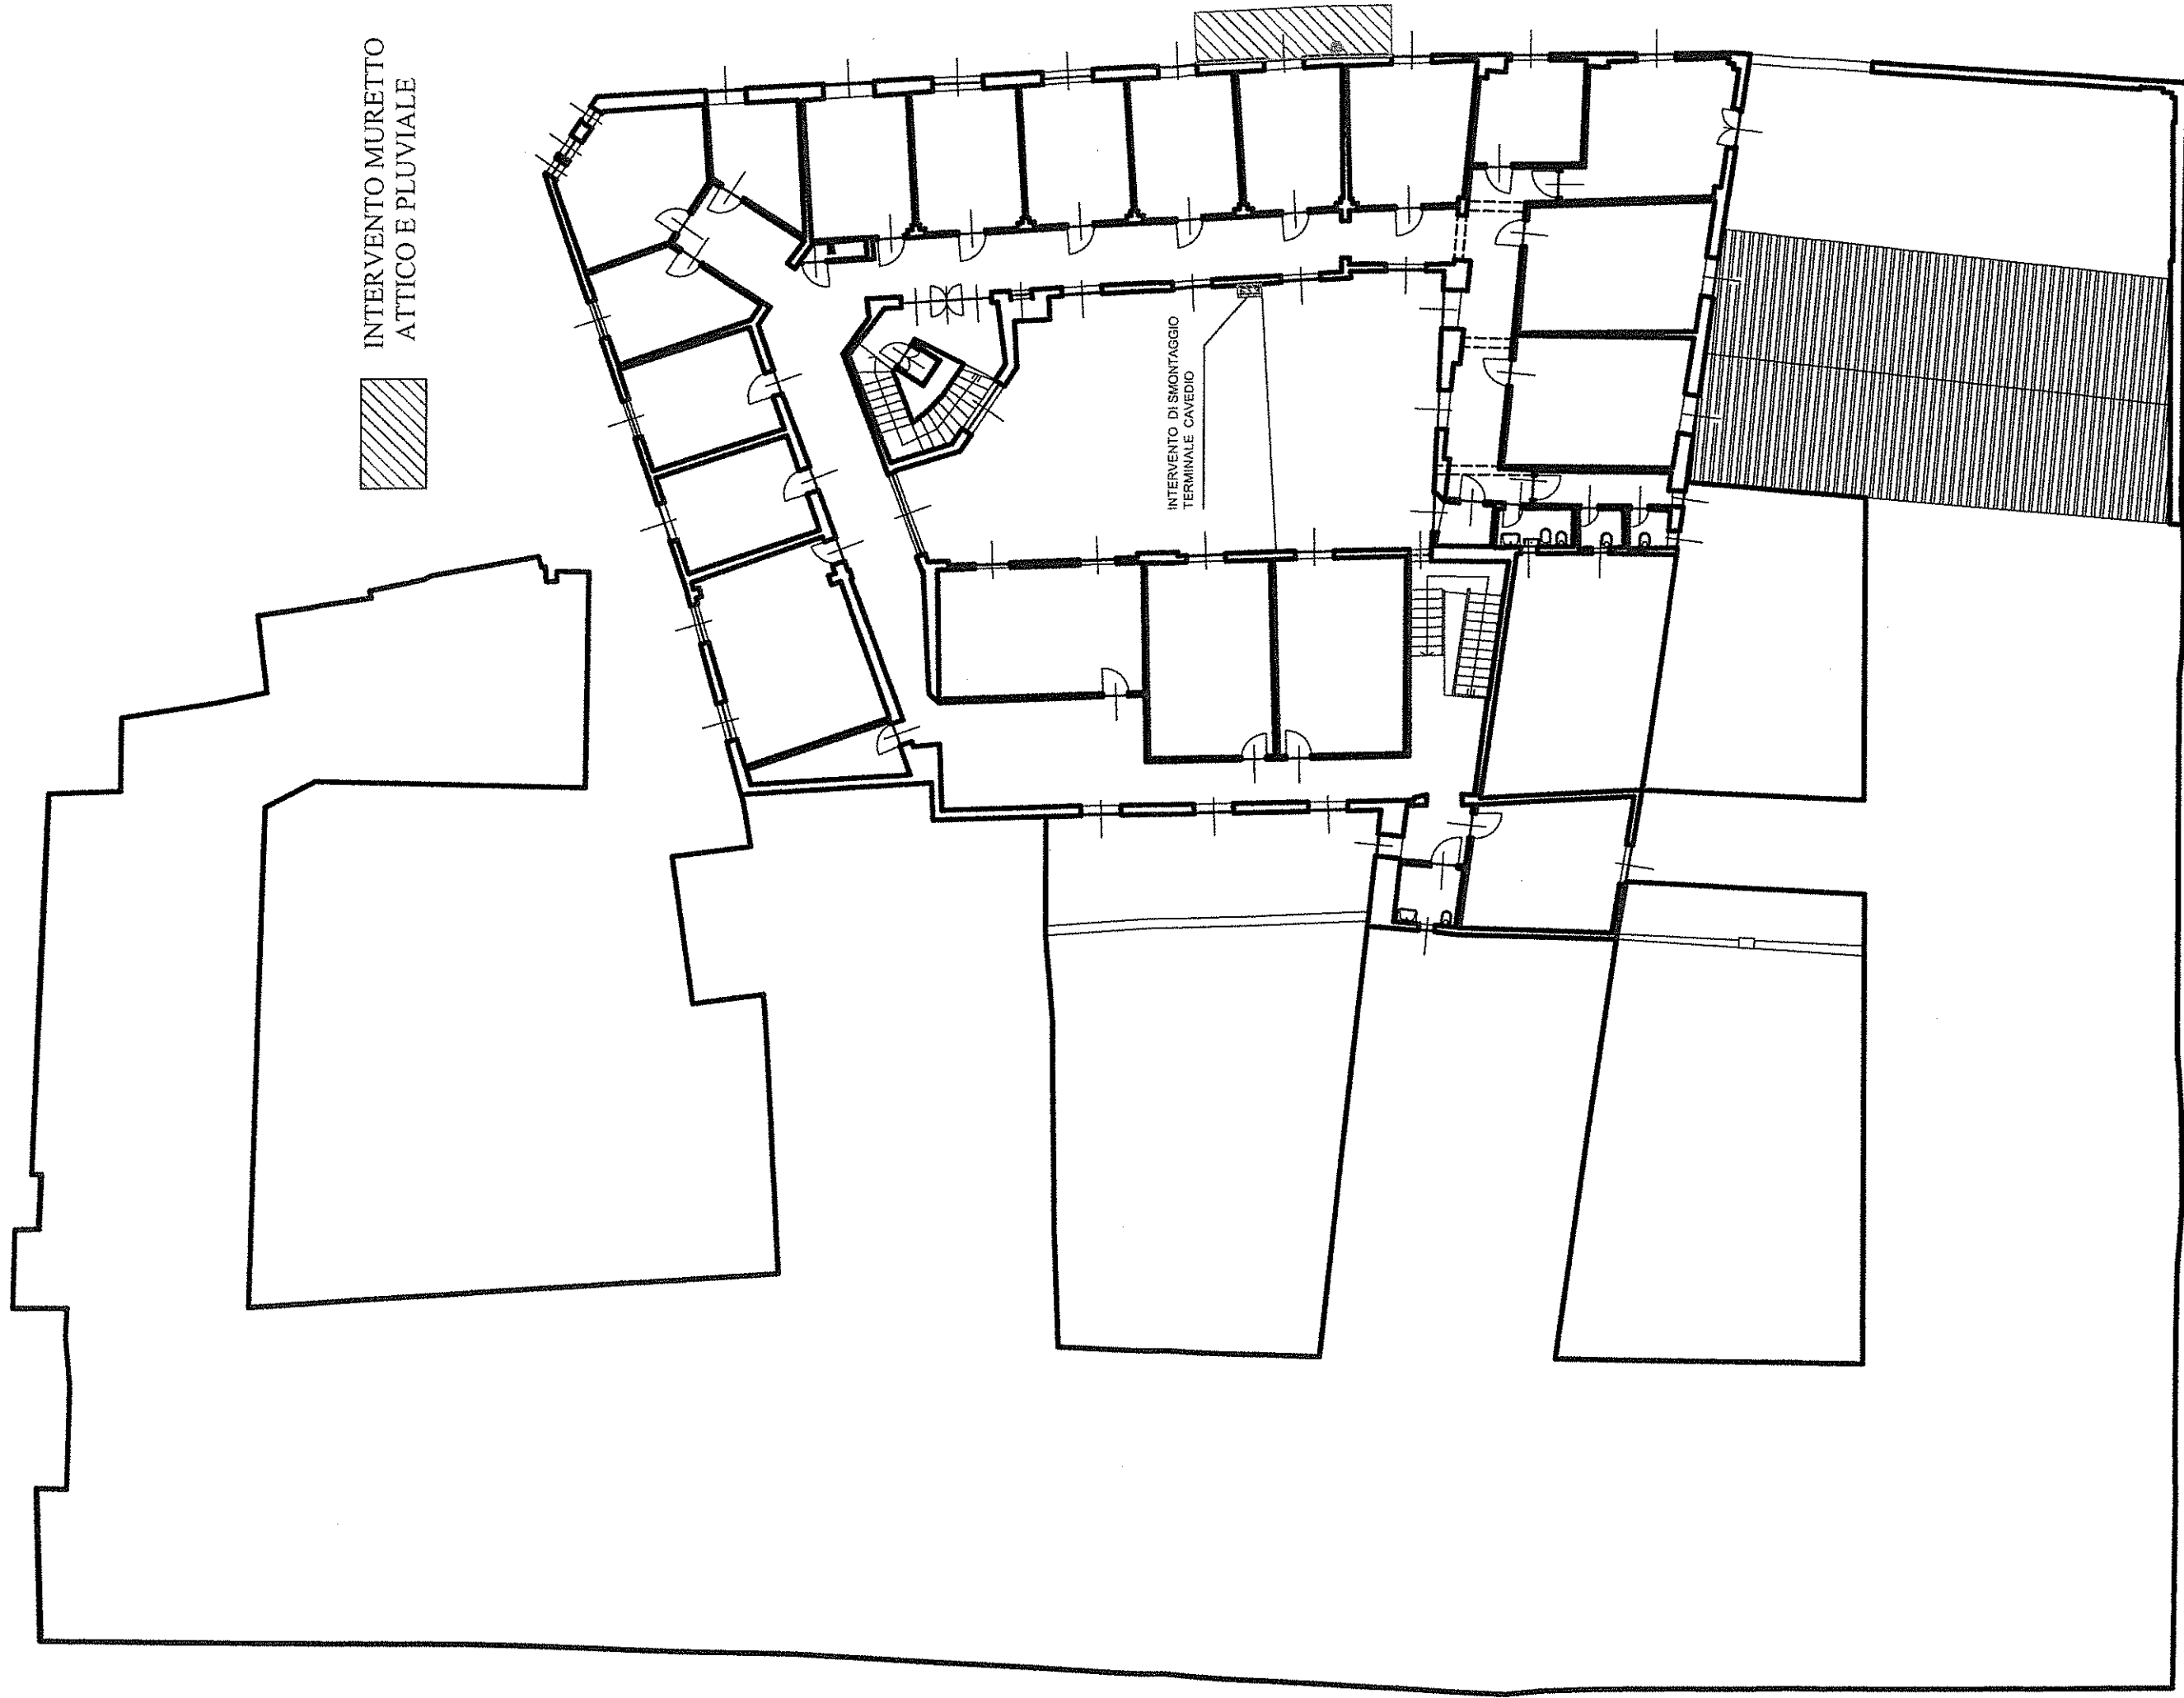 INTERVENTO MURETTO
ATTICO E PLUVIALE
INTERVENTO DI SMONTAGGIO
TERMINALE CAVEDIO